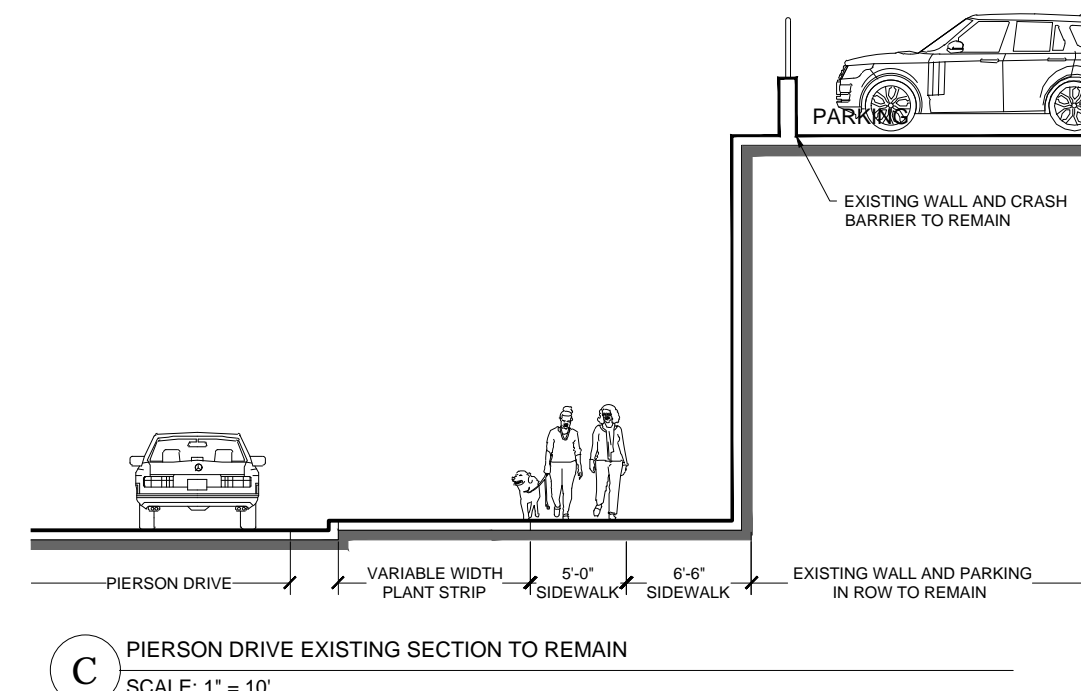 PARKING
EXISTING WALL AND CRASH
BARRIER TO REMAIN
PIERSON DRIVE
VARIABLE WIDTH
PLANT STRIP
5'-0"
SIDEWALK
6'-6"
SIDEWALK
EXISTING WALL AND PARKING
IN ROW TO REMAIN
C
PIERSON DRIVE EXISTING SECTION TO REMAIN
SCALE: 1" = 10'